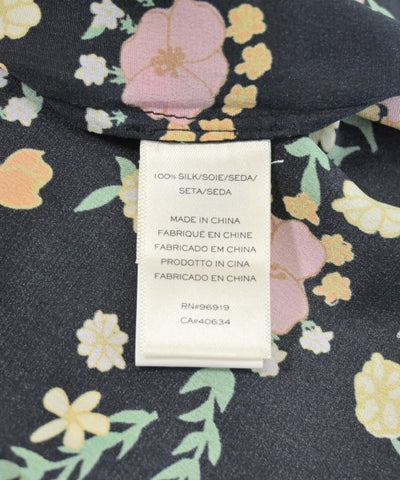 100% SILK/SOIE/SEDA/
SETA/SEDA
MADE IN CHINA
FABRIQUÉ EN CHINE
FABRICADO EM CHINA
PRODOTTO IN CINA
FABRICADO EN CHINA
RN#96919
CA#40634